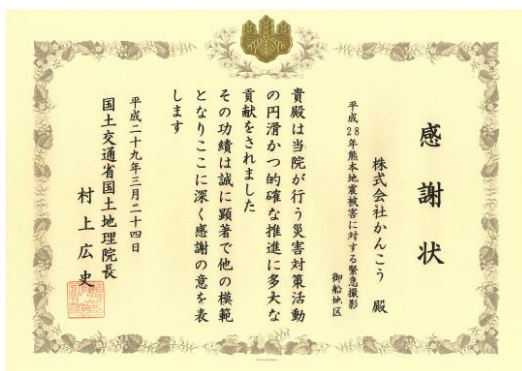 感謝状
株式会社かんこう 殿
平成28年熊本地震被害に対する緊急撮影
御船地区
貴殿は当院が行う災害対策活動
の円滑かつ的確な推進に多大な
貢献をされました
その功績は誠に顕著で他の模範
となりここに深く感謝の意を表
します
平成二十九年三月二十四日
国土交通省国土地理院長
村上広史